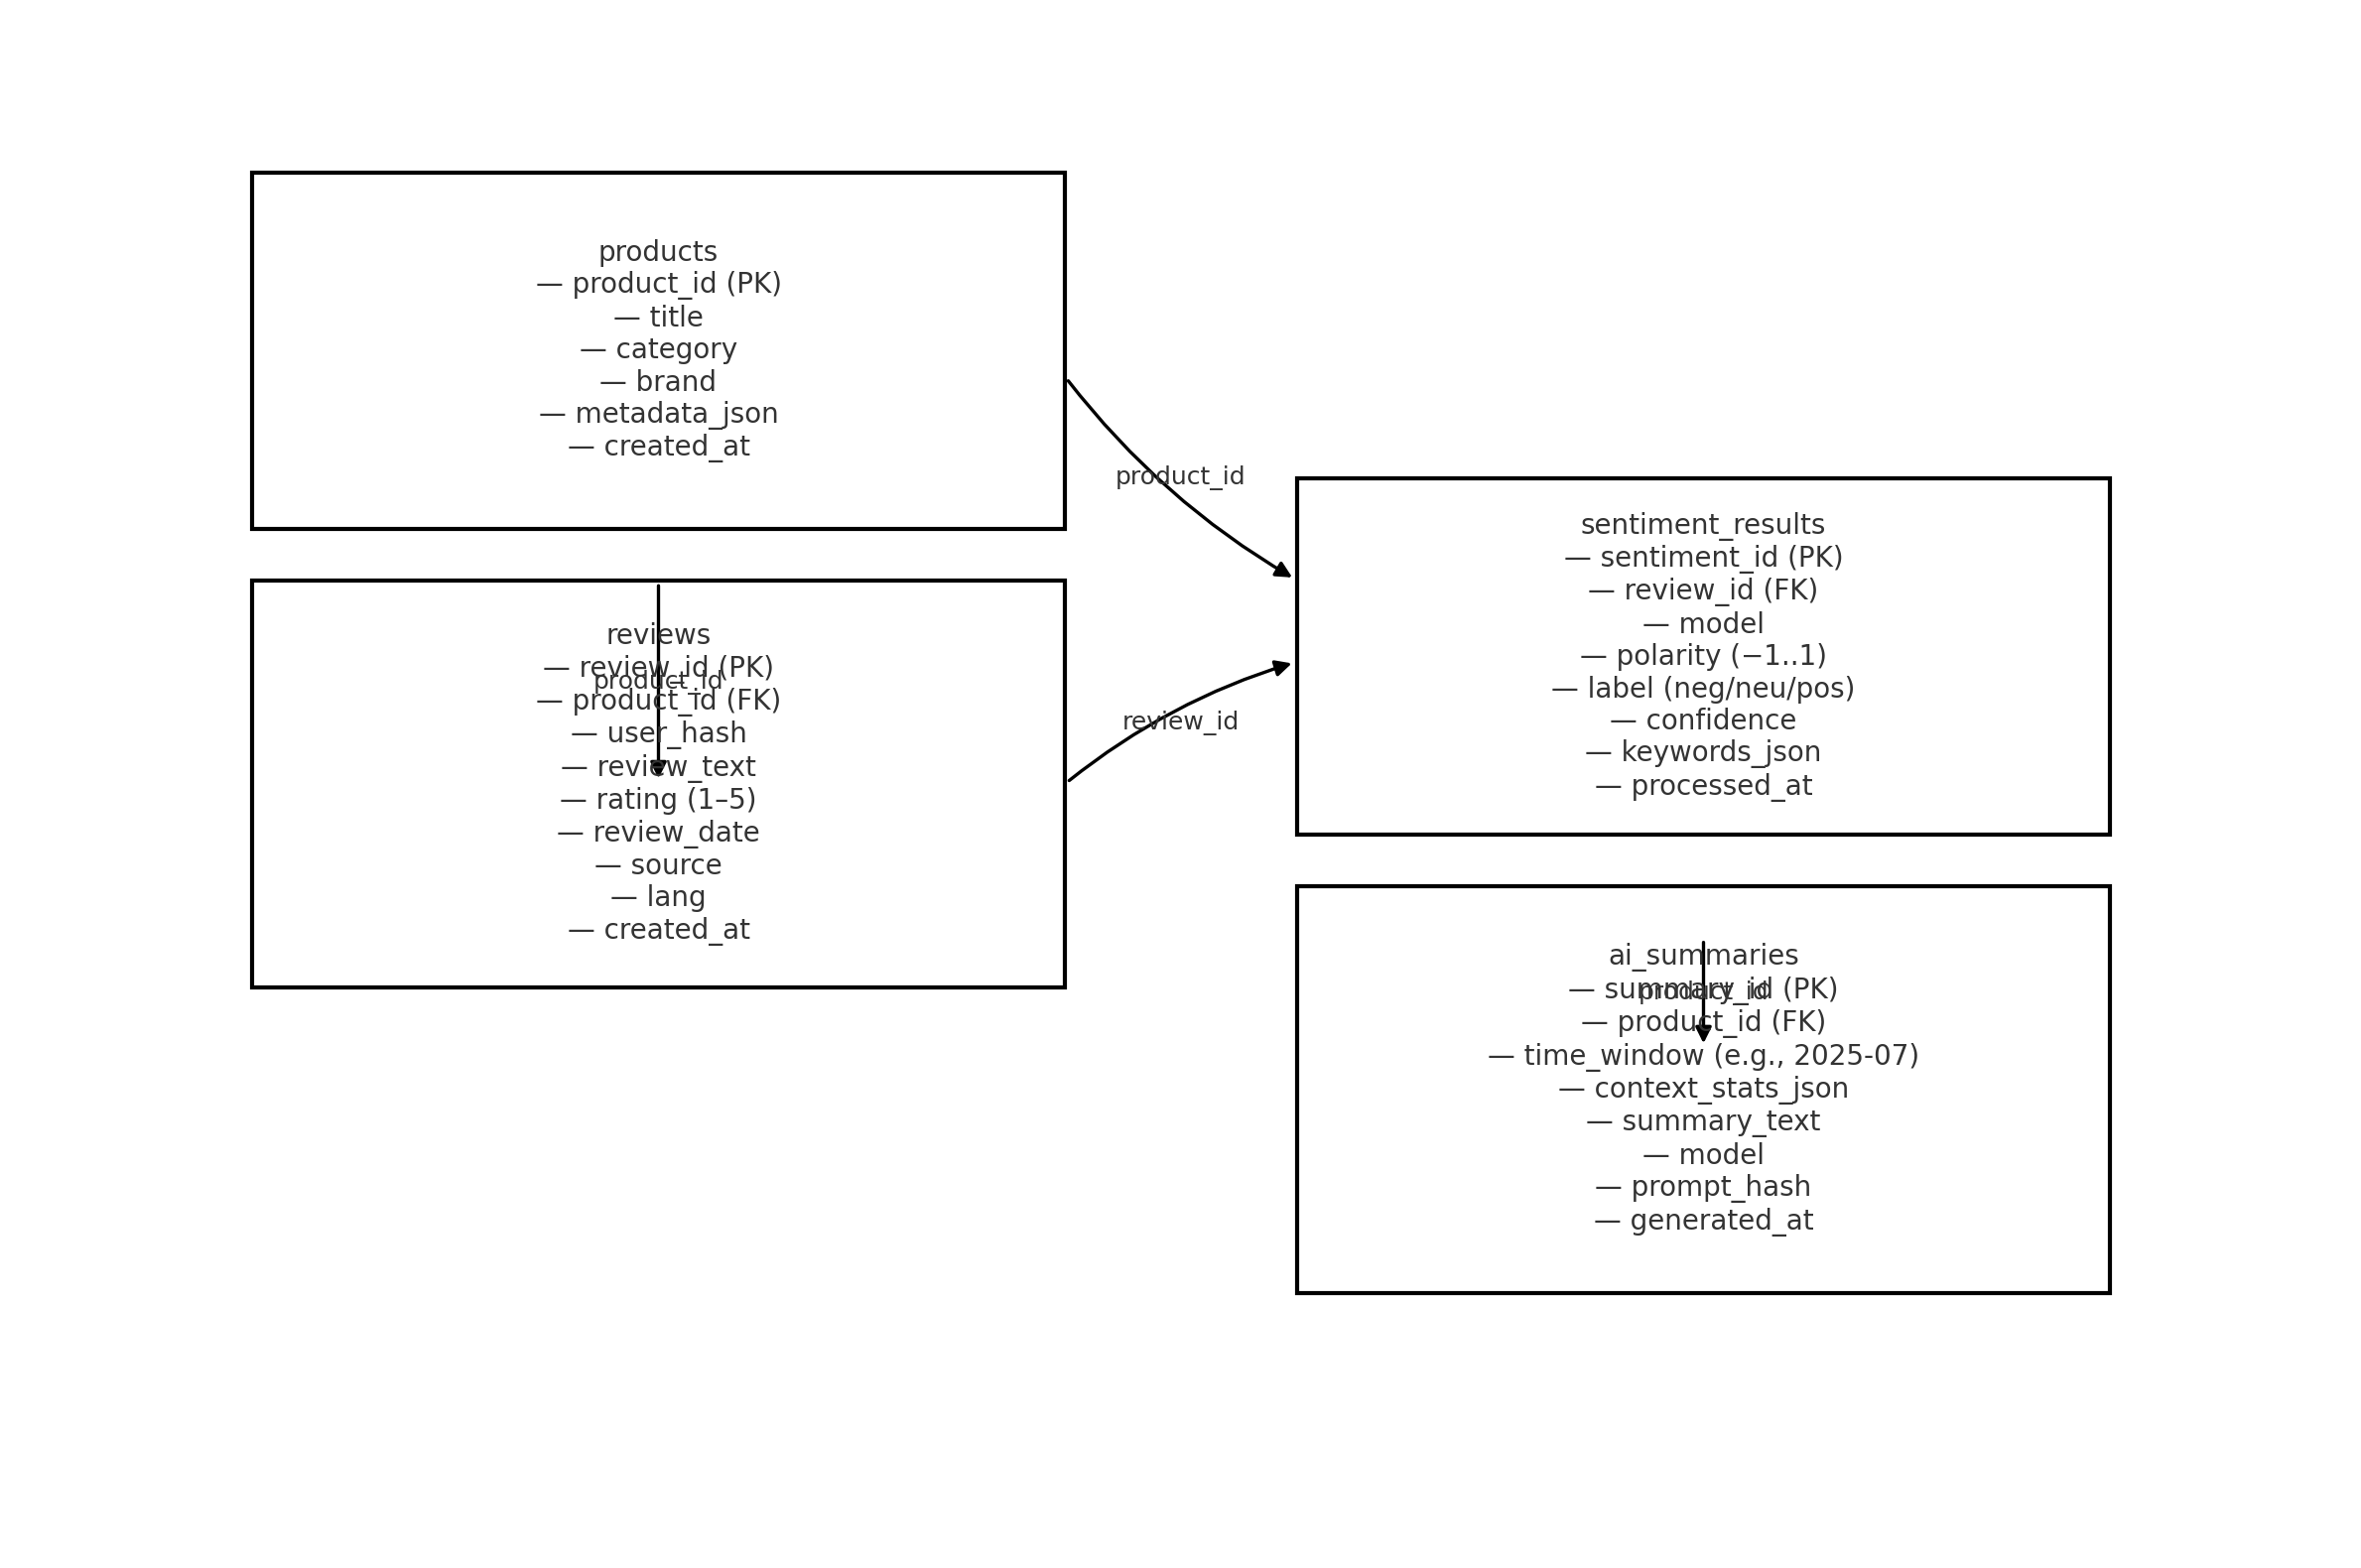 products
— product_id (PK)
— title
— category
— brand
— metadata_json
— created_at
product_id
reviews
— review_id (PK)
product_id
— product_id (FK)
— user_hash
— review_text
— rating (1–5)
— review_date
— source
— lang
— created_at
review_id
sentiment_results
— sentiment_id (PK)
— review_id (FK)
— model
— polarity (−1..1)
— label (neg/neu/pos)
— confidence
— keywords_json
— processed_at
ai_summaries
— summary_id (PK)
product_id
— product_id (FK)
— time_window (e.g., 2025-07)
— context_stats_json
— summary_text
— model
— prompt_hash
— generated_at